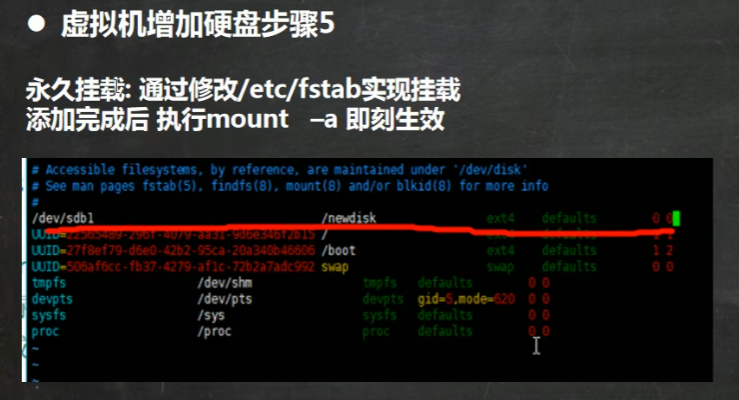 ● 虚拟机增加硬盘步骤5
永久挂载: 通过修改/etc/fstab实现挂载
添加完成后 执行mount –a 即刻生效
# Accessible filesystems, by reference, are maintained under '/dev/disk'
# See man pages fstab(5), findfs(8), mount(8) and/or blkid(8) for more info
#
/dev/sdb1 /newdisk ext4 defaults 0 0
/
UUID=27f8ef79-d6e0-42b2-95ca-20a340b46606 /boot ext4 defaults 1 2
UUID=506af6cc-fb37-4279-af1c-72b2a7adc992 swap swap defaults 0 0
tmpfs /dev/shm tmpfs defaults 0 0
devpts /dev/pts devpts gid=5,mode=620 0 0
sysfs /sys sysfs defaults 0 0
proc /proc proc defaults 0 0
~
~
~